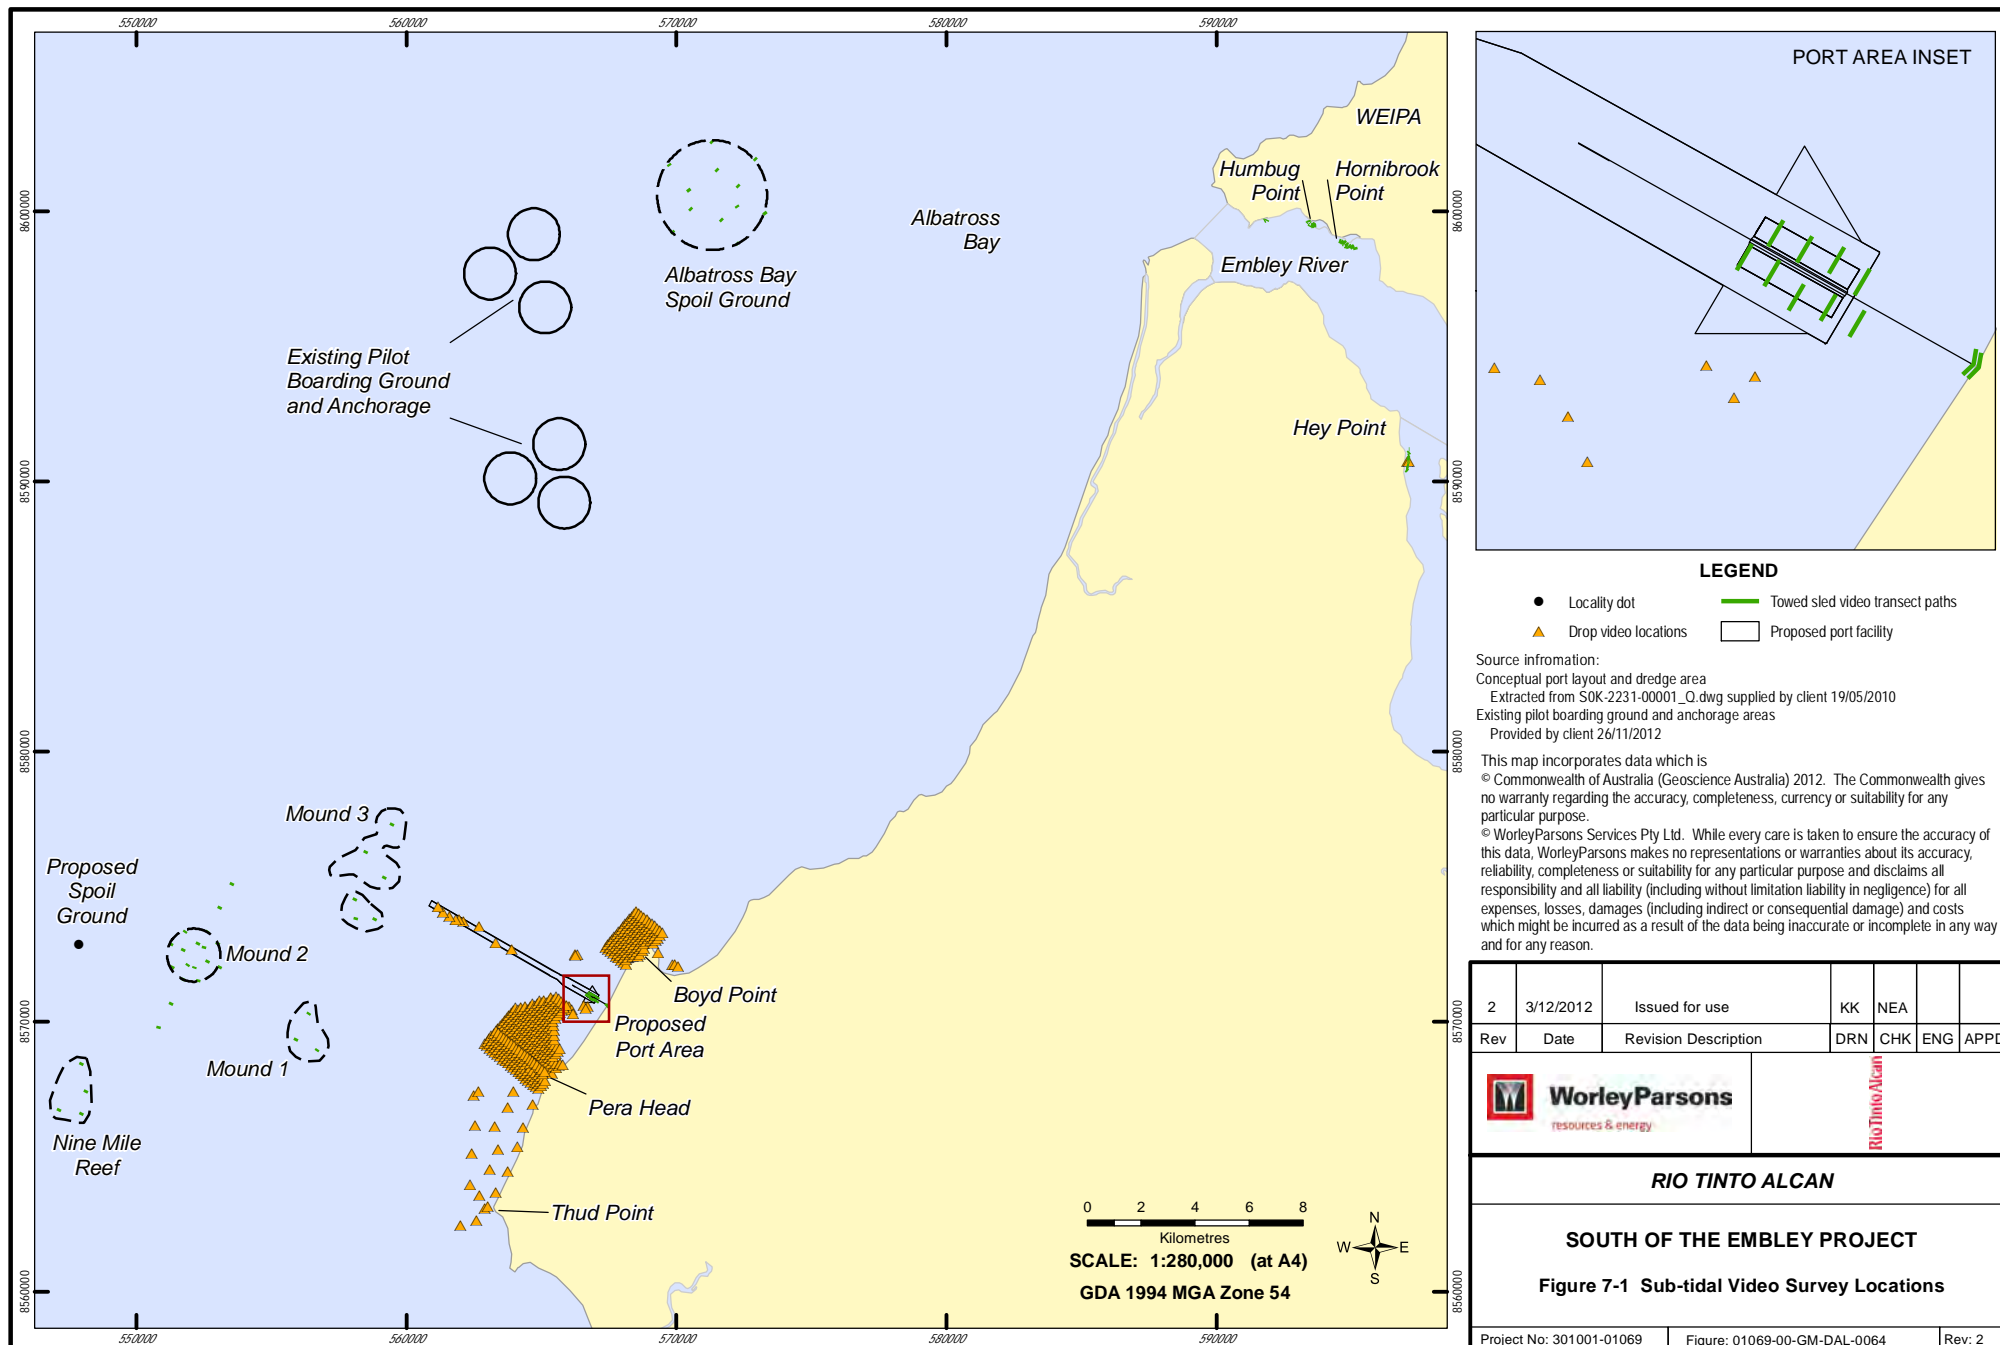 550000
560000
570000
580000
590000
PORT AREA INSET
WEIPA
Humbug
Point
Hornibrook
Point
8600000
8600000
Albatross
Bay
Embley River
Albatross Bay
Spoil Ground
Existing Pilot
Boarding Ground
and Anchorage
Hey Point
8590000
8590000
LEGEND
Locality dot
Towed sled video transect paths
Drop video locations
Proposed port facility
Source infromation:
Conceptual port layout and dredge area
Extracted from S0K-2231-00001_Q.dwg supplied by client 19/05/2010
Existing pilot boarding ground and anchorage areas
Provided by client 26/11/2012
8580000
8580000
This map incorporates data which is
© Commonwealth of Australia (Geoscience Australia) 2012. The Commonwealth gives
no warranty regarding the accuracy, completeness, currency or suitability for any
particular purpose.
© WorleyParsons Services Pty Ltd. While every care is taken to ensure the accuracy of
this data, WorleyParsons makes no representations or warranties about its accuracy,
reliability, completeness or suitability for any particular purpose and disclaims all
responsibility and all liability (including without limitation liability in negligence) for all
expenses, losses, damages (including indirect or consequential damage) and costs
which might be incurred as a result of the data being inaccurate or incomplete in any way
and for any reason.
Mound 3
Proposed
Spoil
Ground
Mound 2
Boyd Point
8570000
8570000
Proposed
Port Area
Mound 1
Pera Head
Nine Mile
Reef
Thud Point
2 3/12/2012 Issued for use KK NEA
Rev Date Revision Description DRN CHK ENG APPD
WorleyParsons
resources & energy
RioTintoAlcan
RIO TINTO ALCAN
SOUTH OF THE EMBLEY PROJECT
Figure 7-1 Sub-tidal Video Survey Locations
Project No: 301001-01069 Figure: 01069-00-GM-DAL-0064 Rev: 2
0 2 4 6 8
Kilometres
SCALE: 1:280,000 (at A4)
GDA 1994 MGA Zone 54
N
W E
S
8560000
8560000
550000
560000
570000
580000
590000